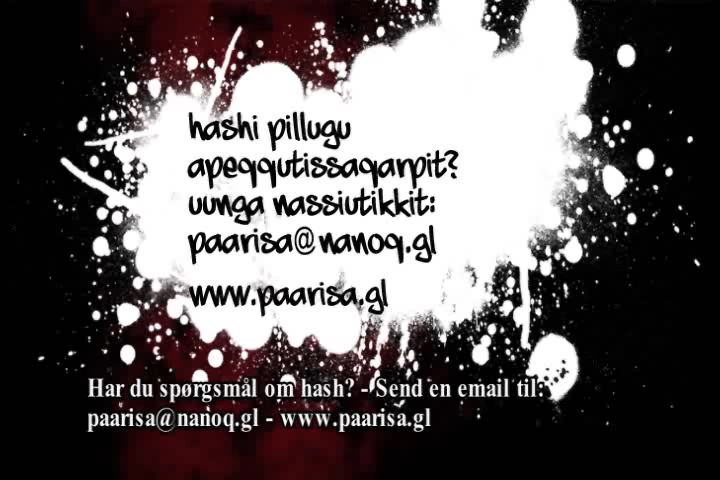 hashi pillugu
apeqqutissaqarpit?
uunga nassiutikkit:
paarisa@nanoq.gl
www.paarisa.gl
Har du spørgsmål om hash? - Send en email til:
paarisa@nanoq.gl - www.paarisa.gl